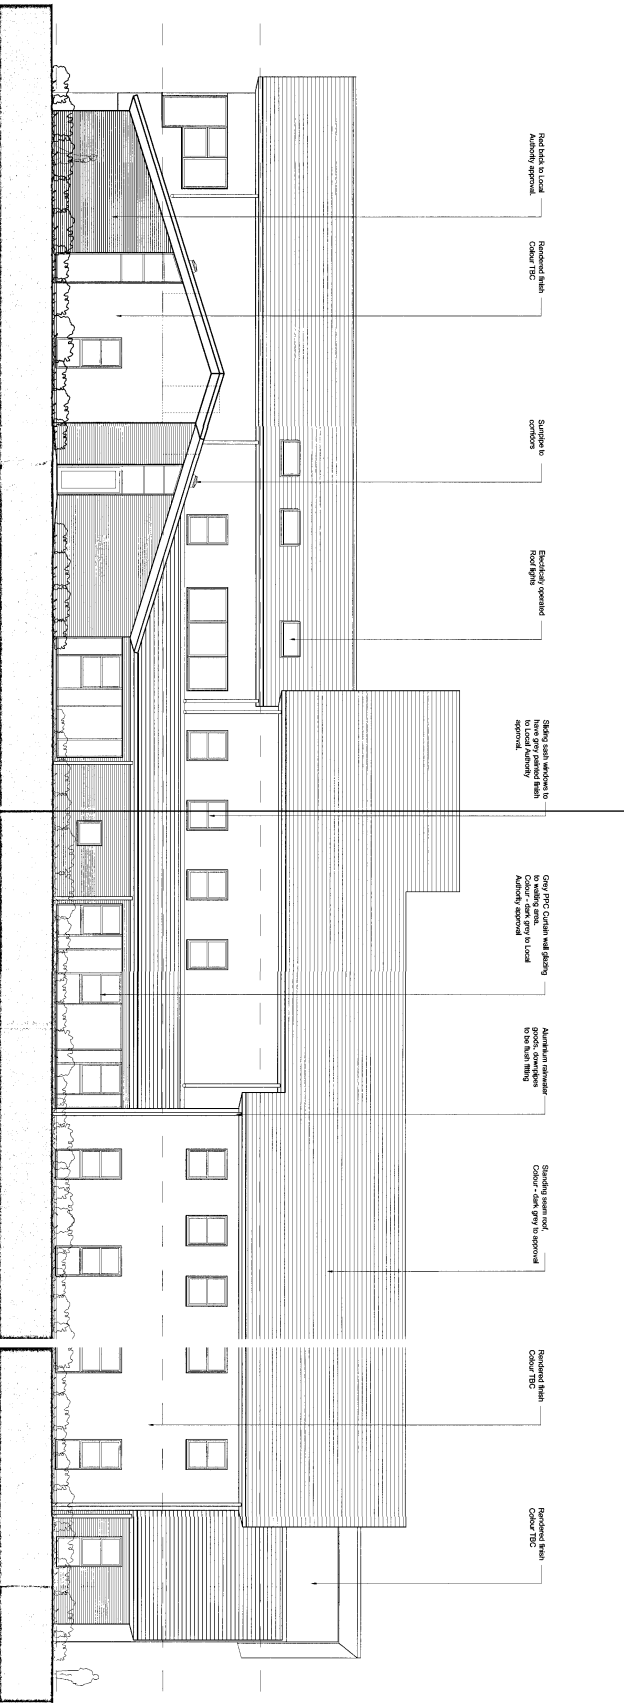 Red brick to Local
Authority approval.
Rendered finish
Colour TBC
Sunpipe to
corridors
Electrically operated
Roof lights
Sliding sash windows to
have grey painted finish
to Local Authority
approval.
Grey PPC Curtain wall glazing
to waiting area.
Colour - dark grey to Local
Authority approval
Aluminium rainwater
goods, downpipes
to be flush fitting
Standing seam roof,
Colour - dark grey to approval
Rendered finish
Colour TBC
Rendered finish
Colour TBC